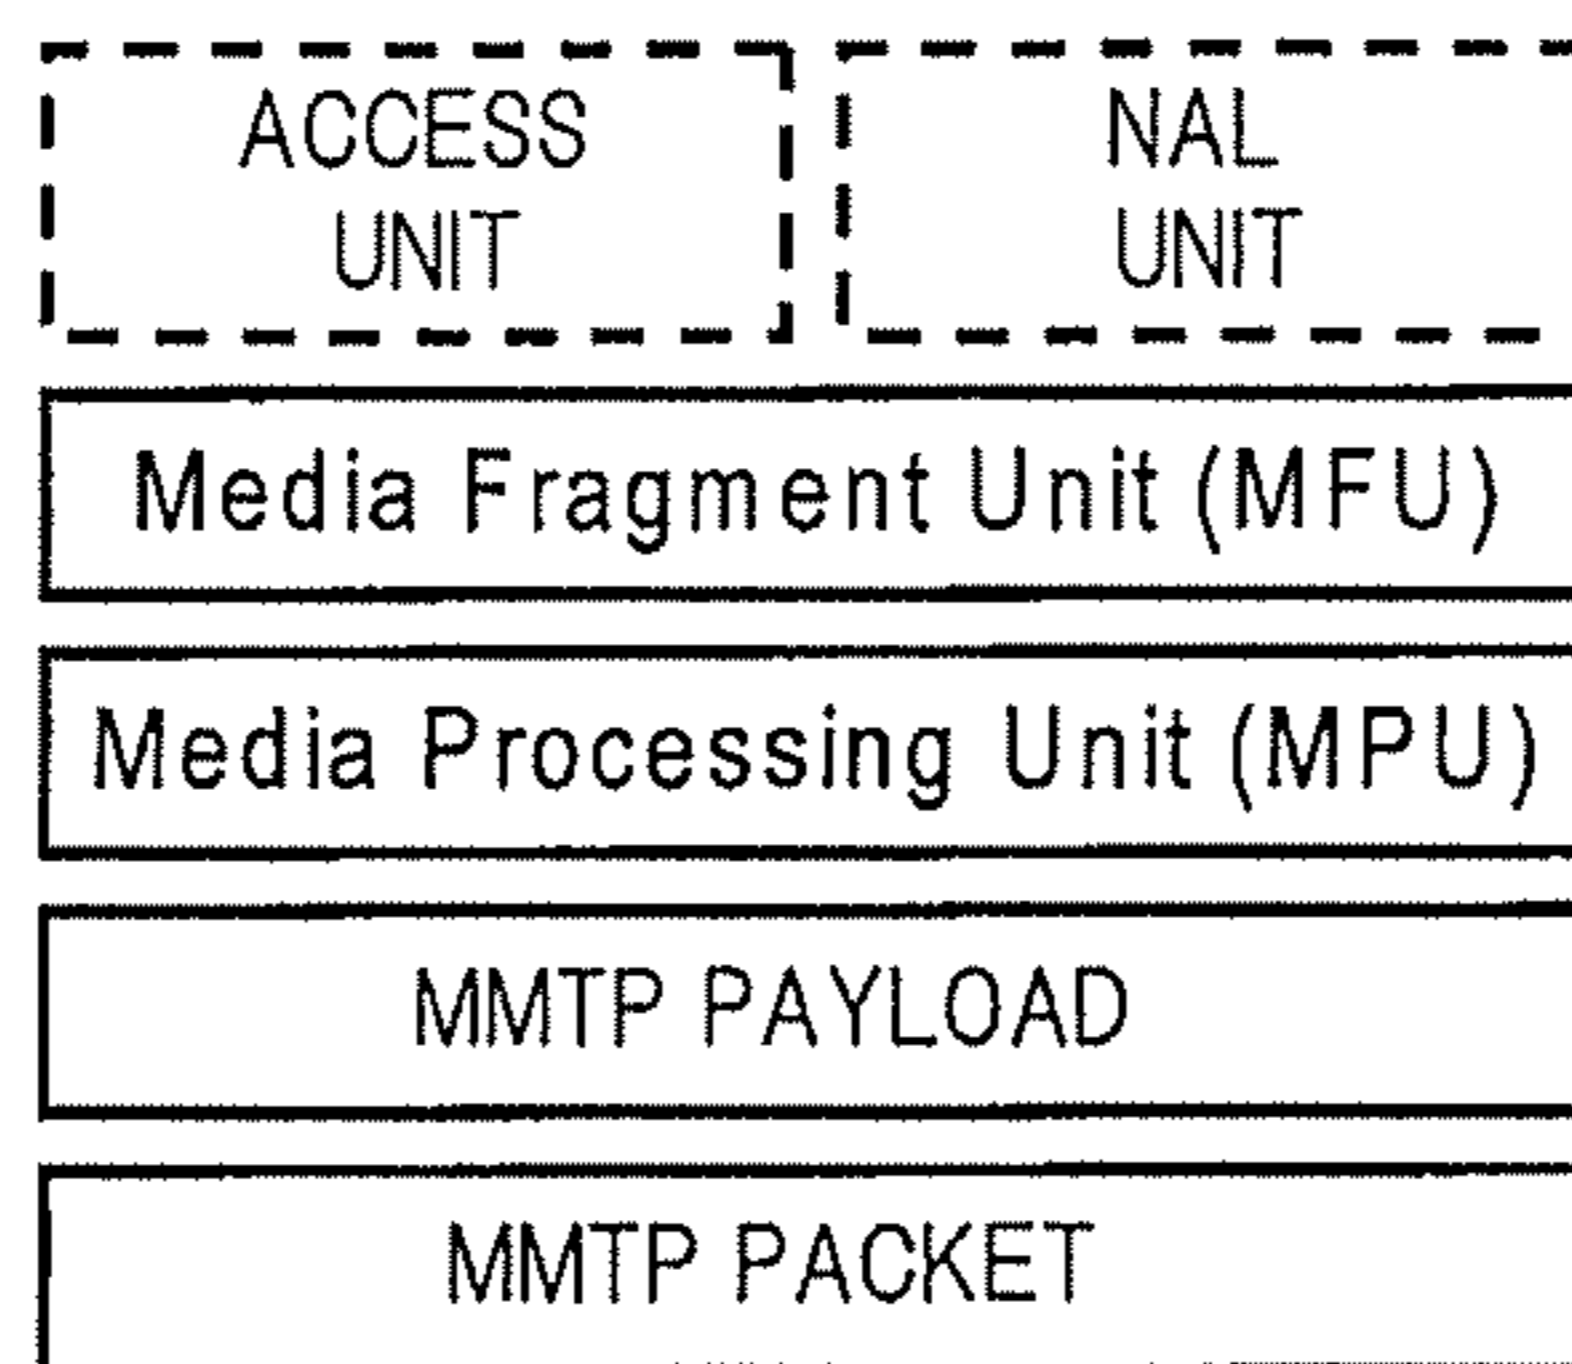 ACCESS
UNIT
NAL
UNIT
Media Fragment Unit (MFU)
Media Processing Unit (MPU)
MMTP PAYLOAD
MMTP PACKET